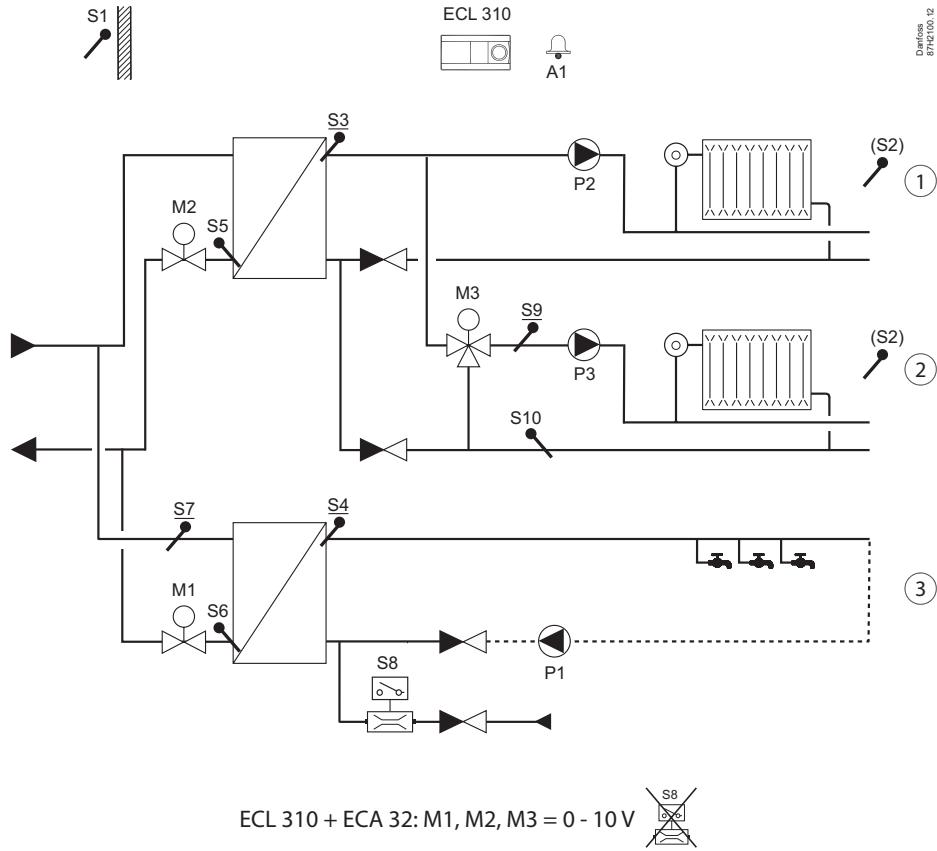 S1
ECL 310
A1
Danfoss
87H2100.12
S3
P2
(S2)
1
M2
S5
M3
S9
P3
(S2)
2
S10
S7
S4
M1
S6
3
P1
S8
ECL 310 + ECA 32: M1, M2, M3 = 0 - 10 V
S8